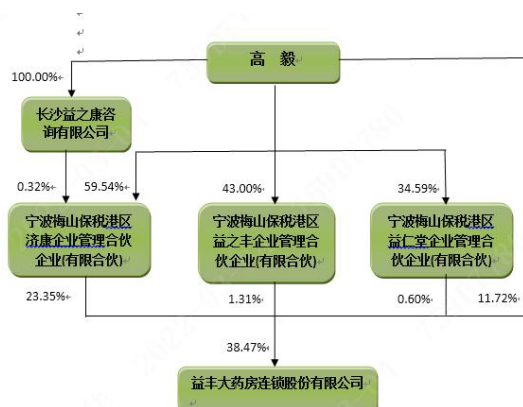 高 毅
100.00%
长沙益之康咨
询有限公司
0.32%
59.54%
43.00%
34.59%
宁波梅山保税港区
济康企业管理合伙
企业(有限合伙)
宁波梅山保税港区
益之丰企业管理合
伙企业(有限合伙)
宁波梅山保税港区
益仁堂企业管理合
伙企业(有限合伙)
23.35%
1.31%
0.60%
11.72%
38.47%
益丰大药房连锁股份有限公司